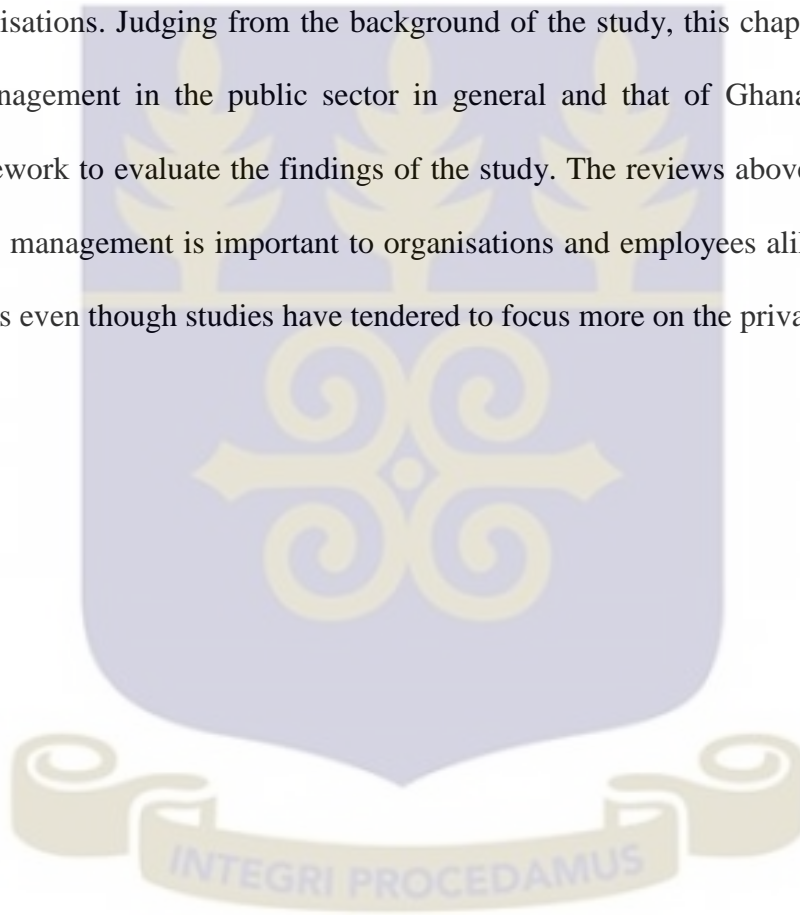 isations. Judging from the background of the study, this chap
nagement in the public sector in general and that of Ghana
ework to evaluate the findings of the study. The reviews above
management is important to organisations and employees ali
s even though studies have tendered to focus more on the priva
INTEGRI PROCEDAMUS